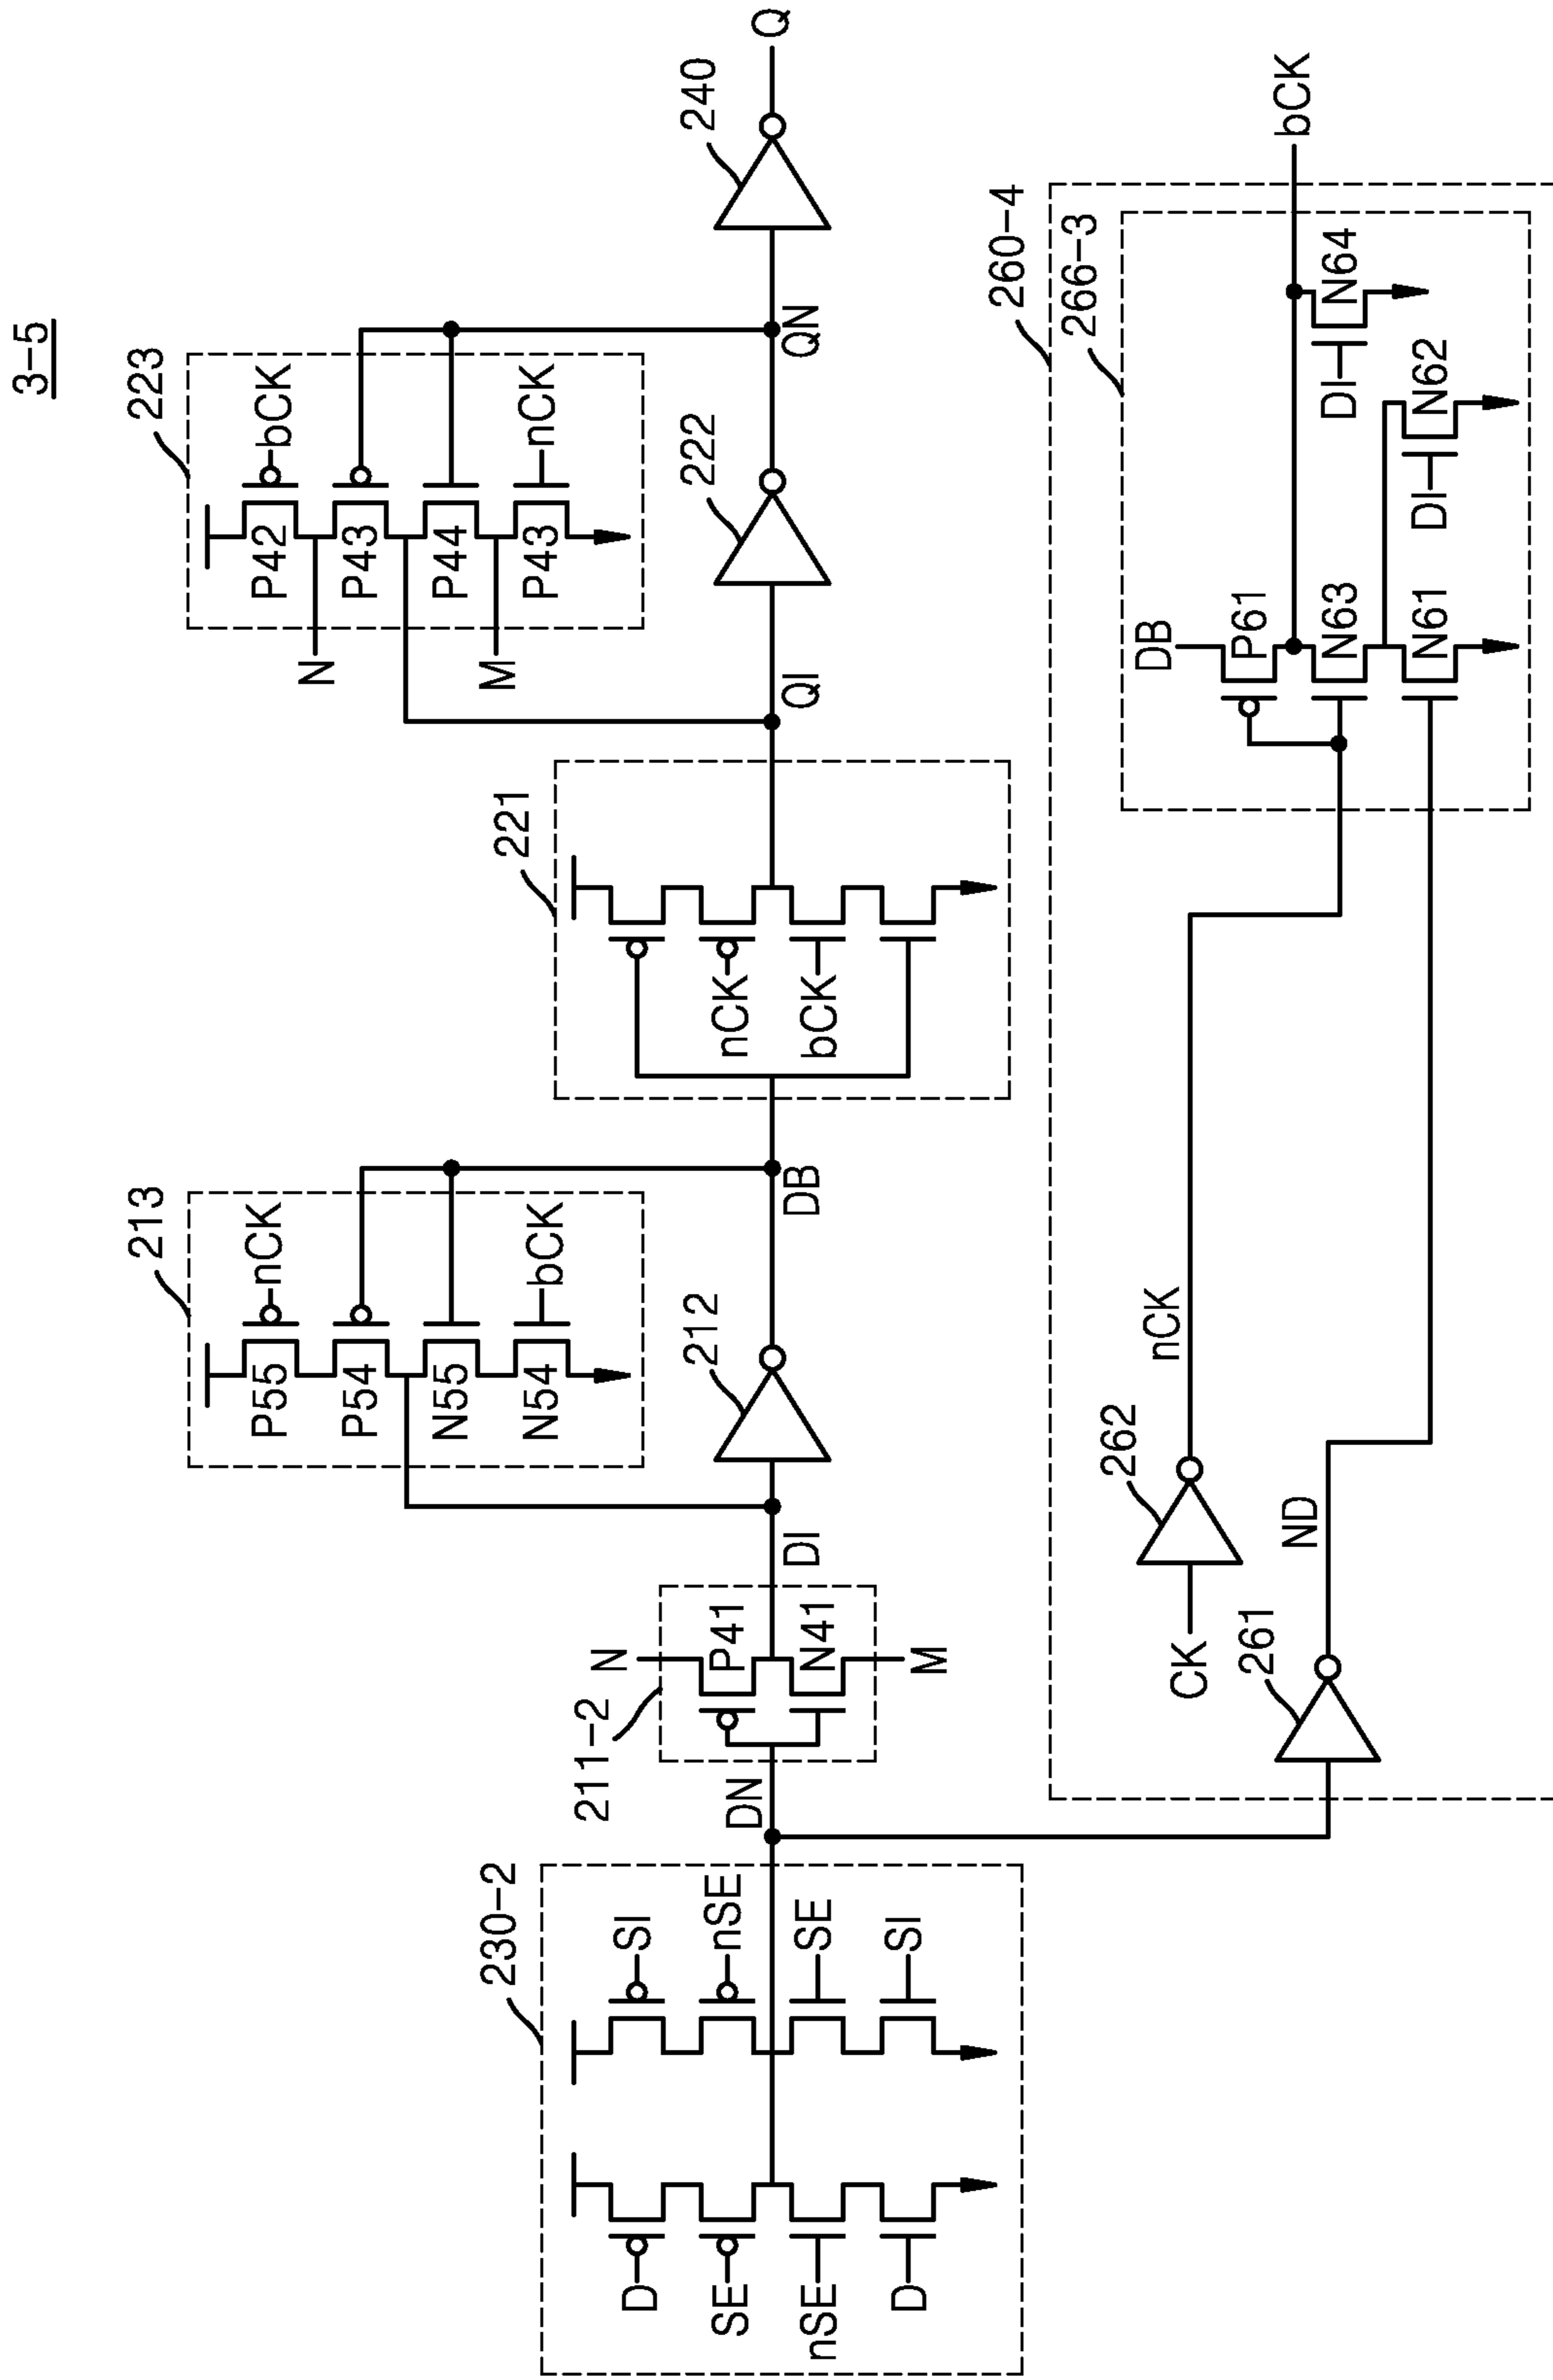 3-5
230-2
D
SE
nSE
D
SI
nSE
SE
SI
DN
211-2
N
P41
N41
M
DI
213
P55
nCK
P54
N55
N54
bCK
212
DB
221
nCK
bCK
QI
223
P42
bCK
N
P43
P44
M
P43
nCK
222
QN
240
Q
260-4
CK
262
nCK
261
ND
266-3
DB
P61
N63
N61
DI
N62
DI
N64
bCK